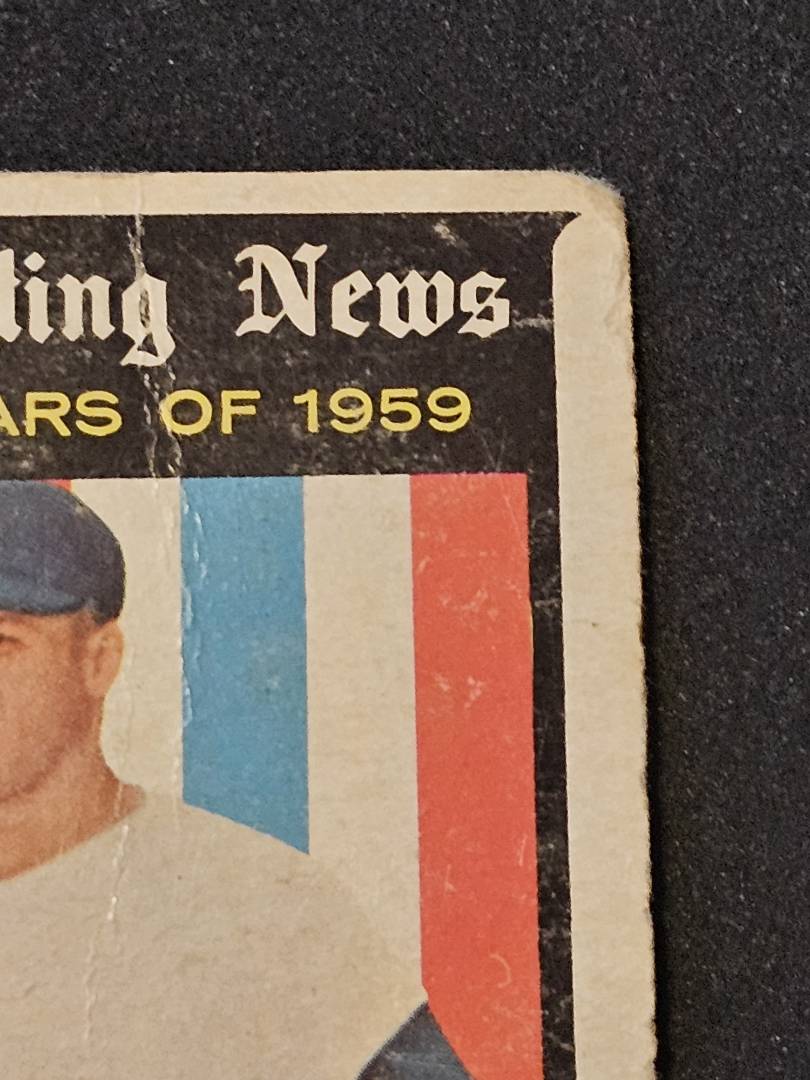 ting News
ARS OF 1959